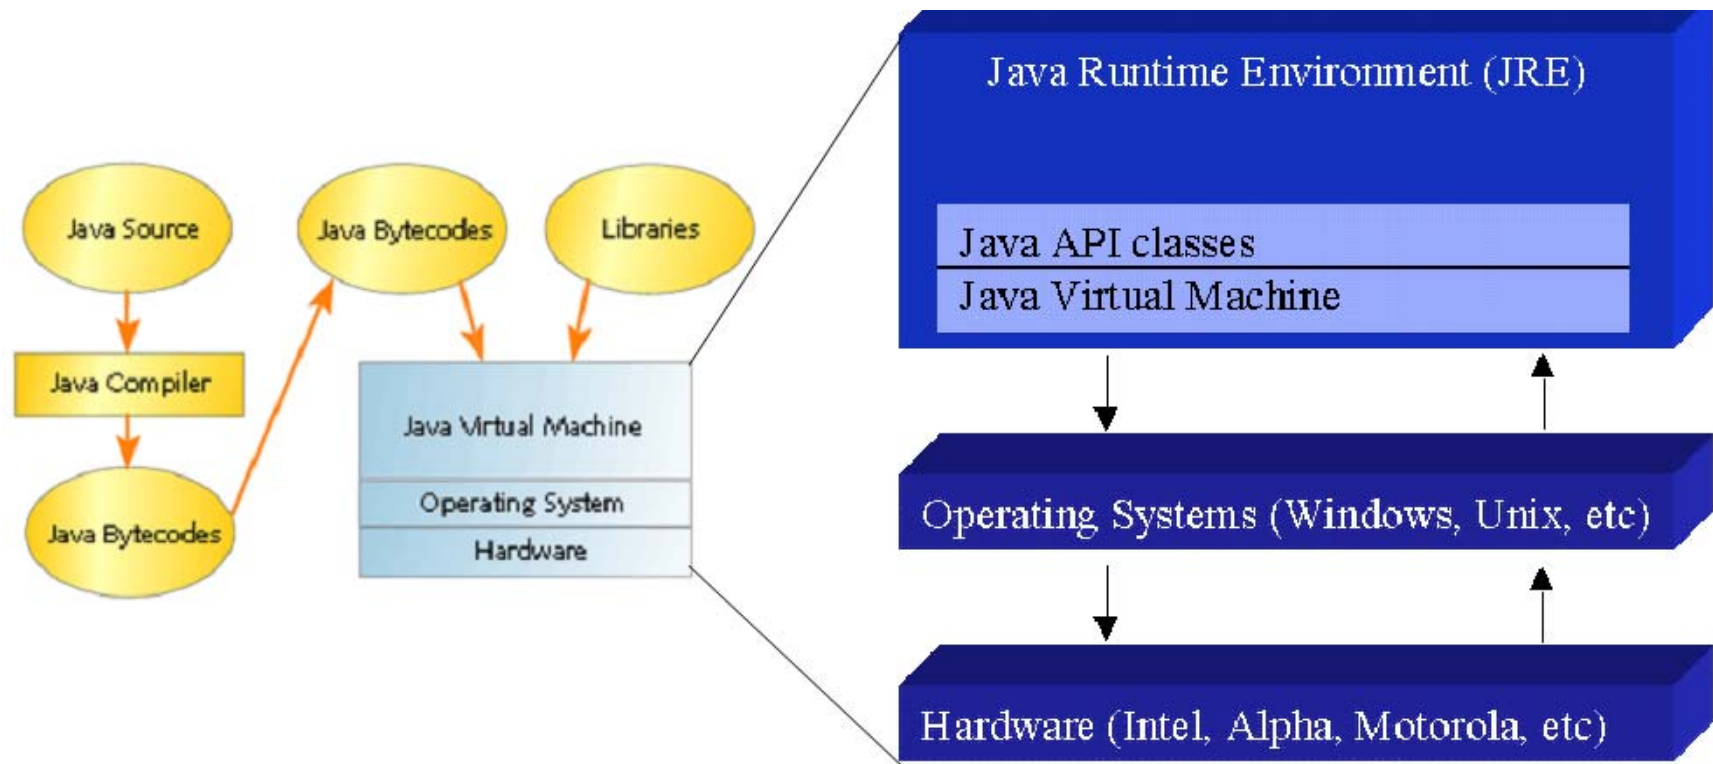 Java Source
Java Compiler
Java Bytecodes
Java Bytecodes
Libraries
Java Virtual Machine
Operating System
Hardware
Java Runtime Environment (JRE)
Java API classes
Java Virtual Machine
Operating Systems (Windows, Unix, etc)
Hardware (Intel, Alpha, Motorola, etc)